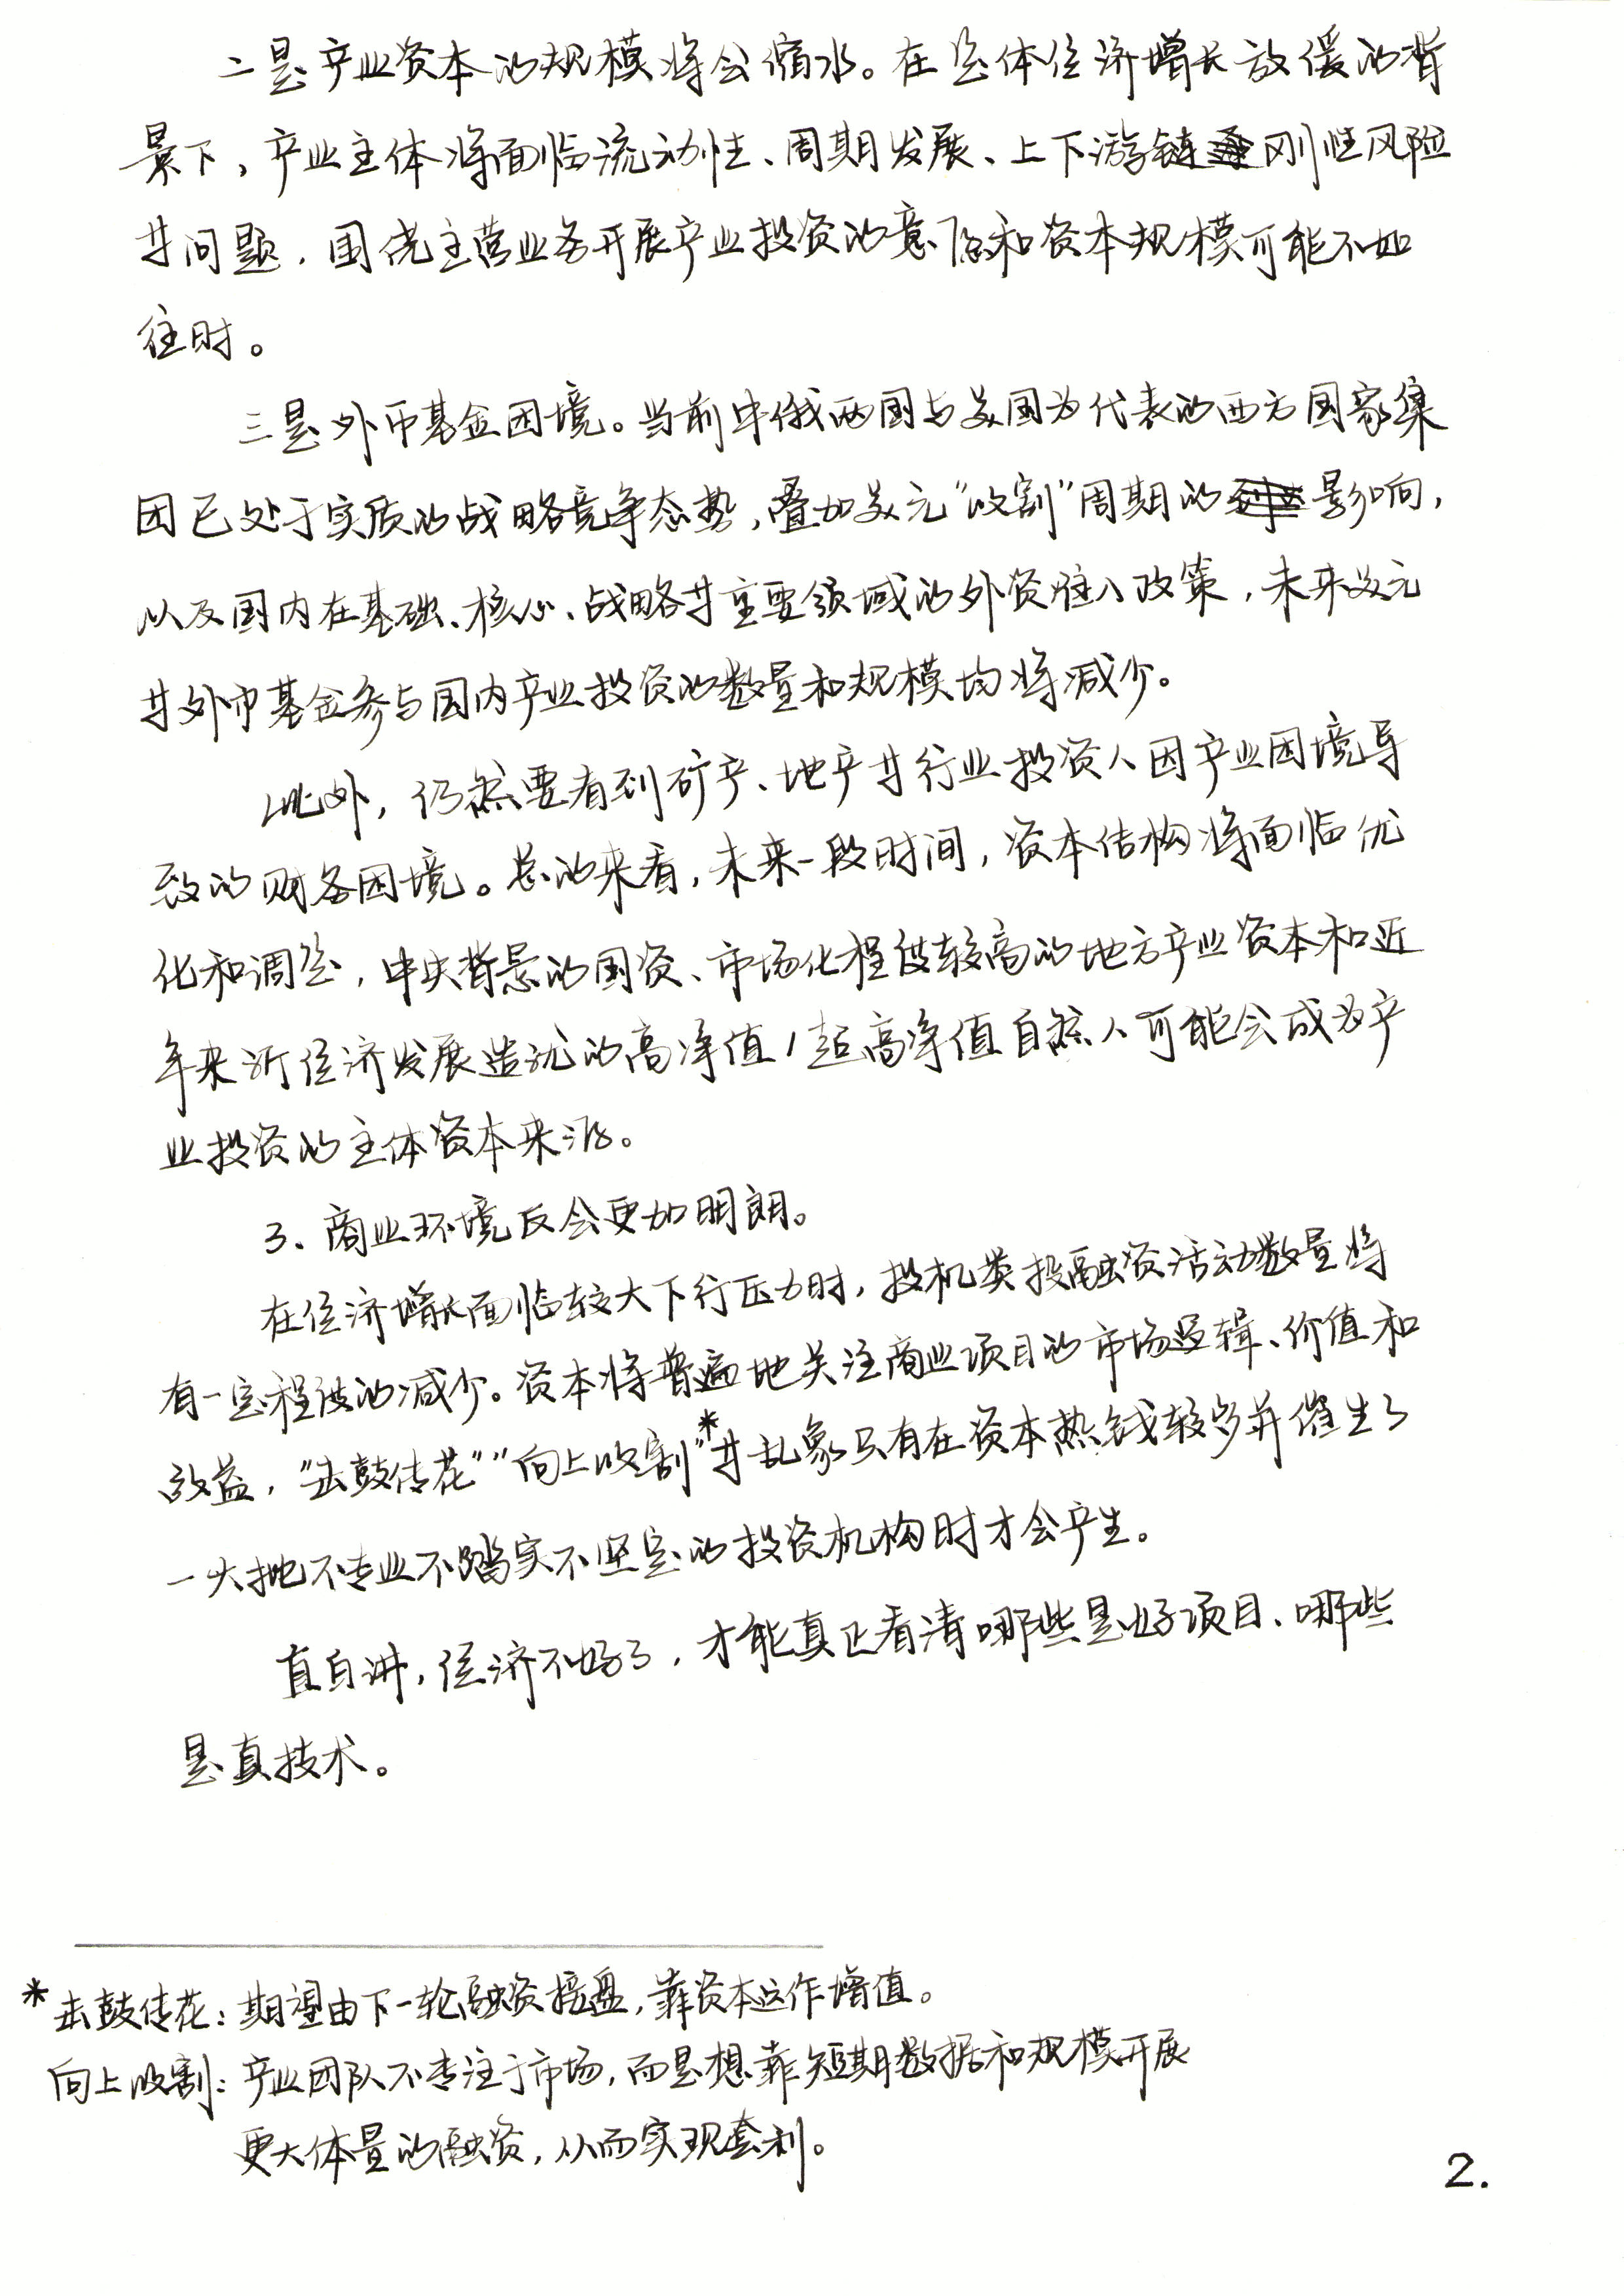 二是产业资本的规模将会缩水。在总体经济增长放缓的背
景下，产业主体将面临流动性、周期发展、上下游链刚性风险
等问题，围绕主营业务开展产业投资的意愿和资本规模可能不如
往时。
三是外币基金困境。当前中俄两国与美国为代表的西方国家集
团已处于实质的战略竞争态势，叠加美元“收割”周期的影响，
以及国内在基础、核心、战略等重要领域的外资准入政策，未来美元
等外币基金参与国内产业投资的数量和规模均将减少。
此外，仍然要看到矿产、地产等行业投资人因产业困境导
致的财务困境。总的来看，未来一段时间，资本结构将面临优
化和调整，中央背景的国资、市场化程度较高的地方产业资本和近
年来新经济发展造就的高净值/超高净值自然人可能会成为产
业投资的主体资本来源。
3、商业环境反会更加明朗。
在经济增长面临较大下行压力时，投机类投融资活动数量将
有一定程度的减少。资本将普遍地关注商业项目的市场逻辑、价值和
效益，“击鼓传花”“向上收割”*等乱象只有在资本热钱较多并催生了
一大批不专业不踏实不坚定的投资机构时才会产生。
直白讲，经济不好了，才能真正看清哪些是好项目、哪些
是真技术。
*击鼓传花：期望由下一轮融资接盘，靠资本运作增值。
向上收割：产业团队不专注于市场，而是想靠短期数据和规模开展
更大体量的融资，从而实现套利。
2.